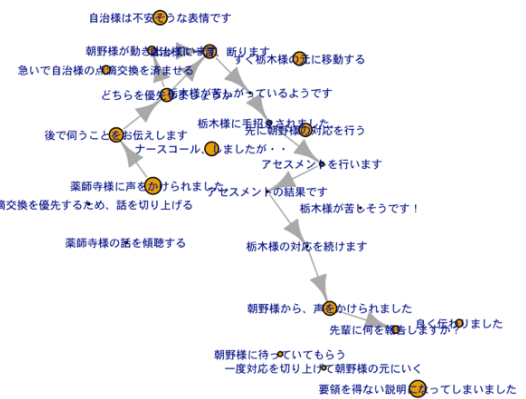 自治様は不安そうな表情です
朝野様が動き出
断ります
すぐ栃木様の元に移動する
急いで自治様の点滴交換を済ませる
どちらを優先
栃木様が苦しがっているようです
栃木様に手招きされました
先に朝野様の対応を行う
後で伺うことをお伝えします
ナースコール、しましたが・・
アセスメントを行います
薬師寺様に声をかけられました
アセスメントの結果です
滴交換を優先するため、話を切り上げる
栃木様が苦しそうです！
薬師寺様の話を傾聴する
栃木様の対応を続けます
朝野様から、声をかけられました
良く伝わりました
先輩に何を報告しますか？
朝野様に待っていてもらう
一度対応を切り上げて朝野様の元にいく
要領を得ない説明になってしまいました